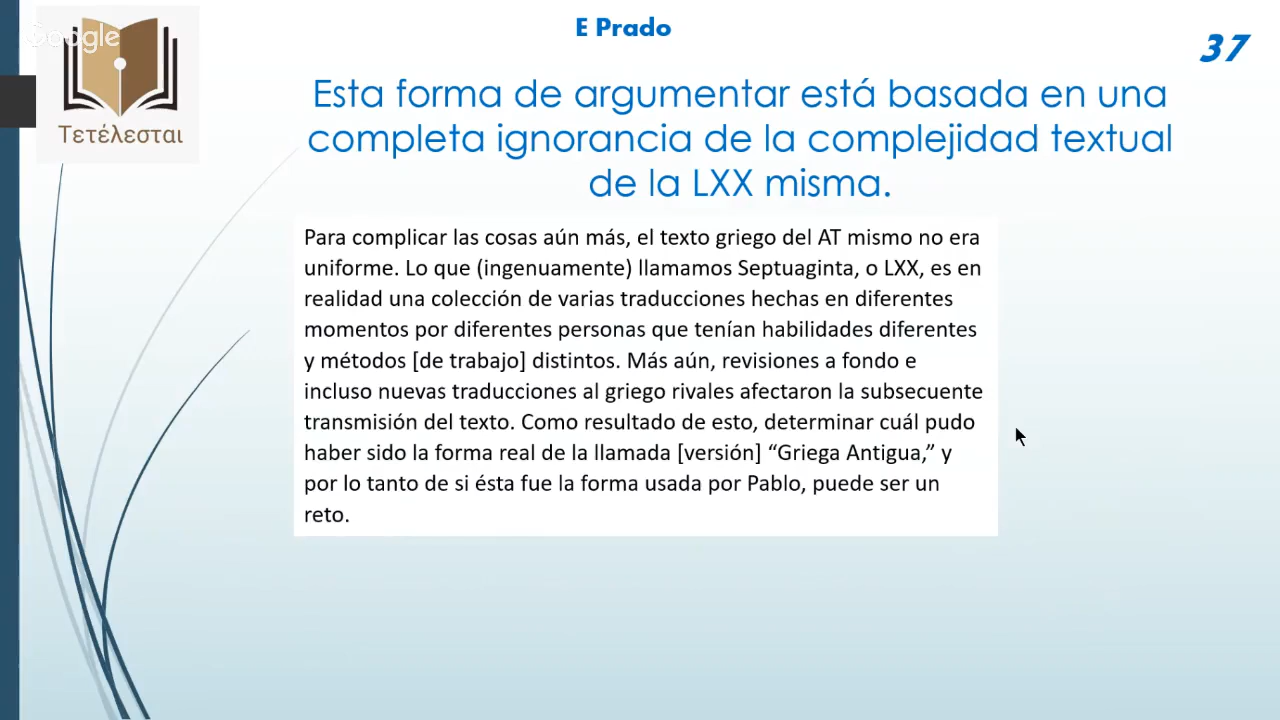 Google
Τετέλεσται
E Prado
37
Esta forma de argumentar está basada en una
completa ignorancia de la complejidad textual
de la LXX misma.
Para complicar las cosas aún más, el texto griego del AT mismo no era
uniforme. Lo que (ingenuamente) llamamos Septuaginta, o LXX, es en
realidad una colección de varias traducciones hechas en diferentes
momentos por diferentes personas que tenían habilidades diferentes
y métodos [de trabajo] distintos. Más aún, revisiones a fondo e
incluso nuevas traducciones al griego rivales afectaron la subsecuente
transmisión del texto. Como resultado de esto, determinar cuál pudo
haber sido la forma real de la llamada [versión] “Griega Antigua,” y
por lo tanto de si ésta fue la forma usada por Pablo, puede ser un
reto.